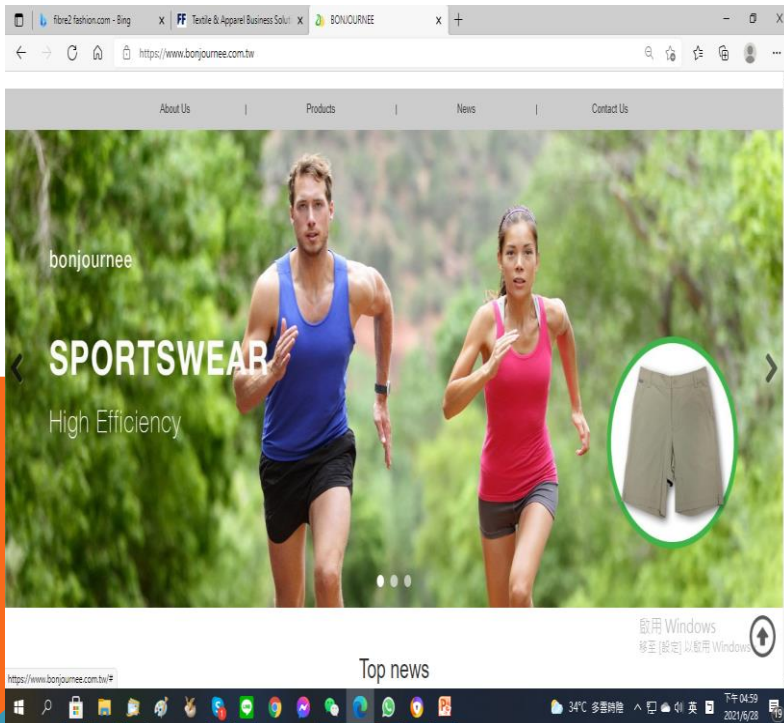 fibre2 fashion.com - Bing
Textile & Apparel Business Soluti
BONJOURNEE
https://www.bonjournee.com.tw
About Us | Products | News | Contact Us
bonjournee
SPORTSWEAR
High Efficiency
啟用 Windows
移至 [設定] 以啟用 Windows
Top news
https://www.bonjournee.com.tw/#
34°C 多雲時陰 英
下午 04:59
2021/6/28